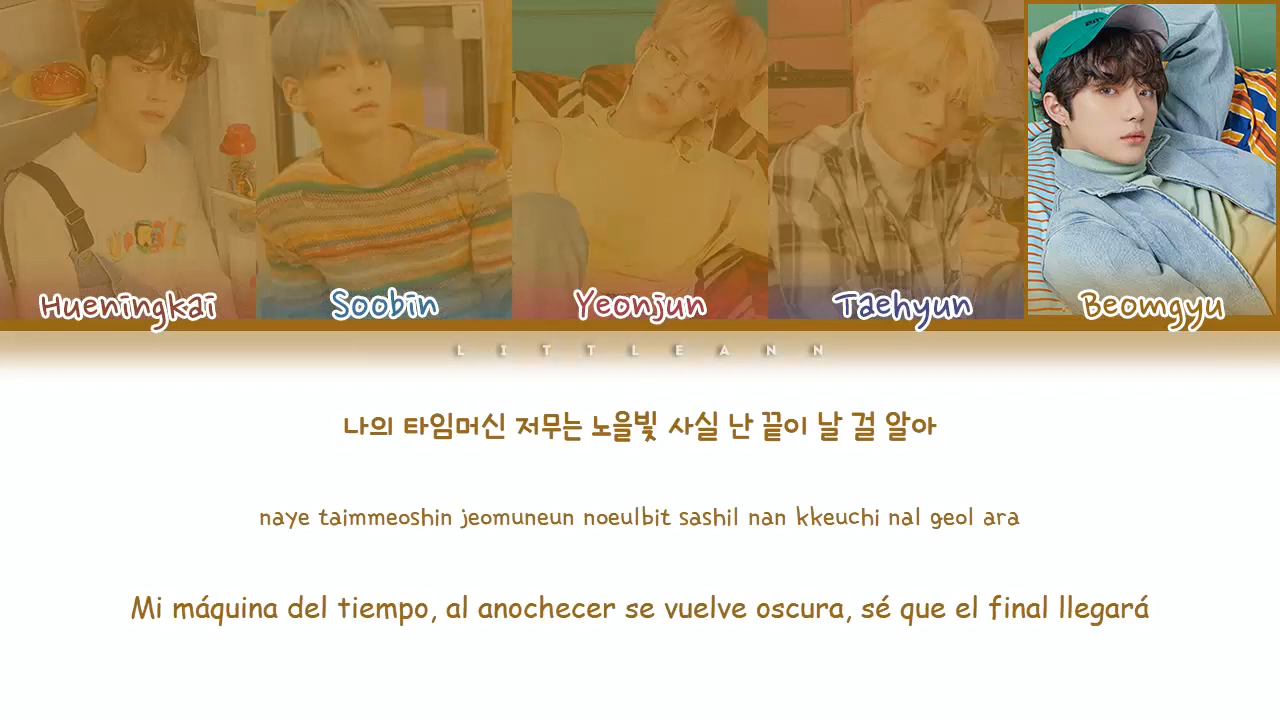 Hueningkai Soobin Yeonjun Taehyun Beomgyu
LITTLEANN
나의 타임머신 저무는 노을빛 사실 난 끝이 날 걸 알아
naye taimmeoshin jeomuneun noeulbit sashil nan kkeuchi nal geol ara
Mi máquina del tiempo, al anochecer se vuelve oscura, sé que el final llegará